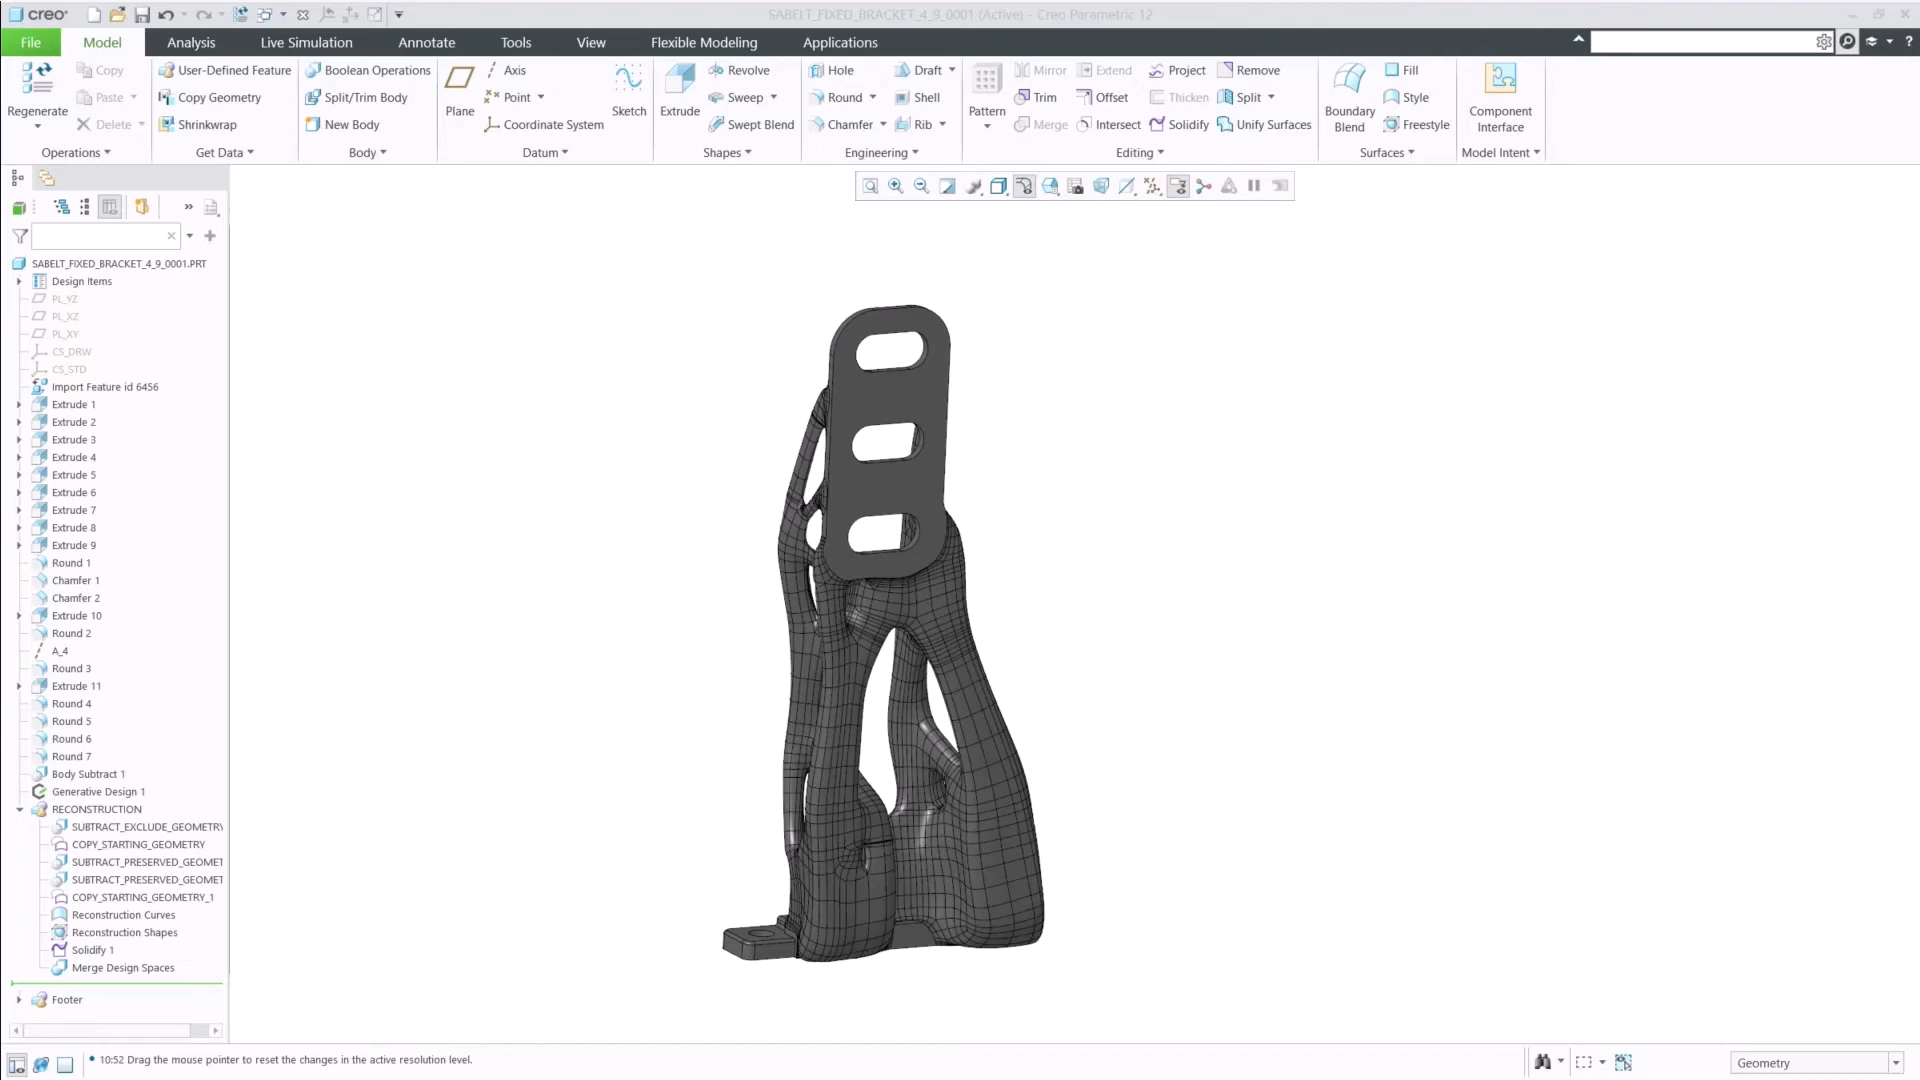 creo
SABELT_FIXED_BRACKET_4_9_0001 (Active) - Creo Parametric 12
File Model Analysis Live Simulation Annotate Tools View Flexible Modeling Applications
Regenerate
Copy
Paste
Delete
Operations
User-Defined Feature
Copy Geometry
Shrinkwrap
Get Data
Boolean Operations
Split/Trim Body
New Body
Body
Plane
Axis
Point
Coordinate System
Sketch
Datum
Extrude
Revolve
Sweep
Swept Blend
Shapes
Hole
Round
Chamfer
Draft
Shell
Rib
Engineering
Pattern
Mirror
Trim
Merge
Extend
Offset
Intersect
Project
Thicken
Solidify
Remove
Split
Unify Surfaces
Editing
Boundary
Blend
Fill
Style
Freestyle
Surfaces
Component
Interface
Model Intent
SABELT_FIXED_BRACKET_4_9_0001.PRT
Design Items
PL_YZ
PL_XZ
PL_XY
CS_DRW
CS_STD
Import Feature id 6456
Extrude 1
Extrude 2
Extrude 3
Extrude 4
Extrude 5
Extrude 6
Extrude 7
Extrude 8
Extrude 9
Round 1
Chamfer 1
Chamfer 2
Extrude 10
Round 2
A_4
Round 3
Extrude 11
Round 4
Round 5
Round 6
Round 7
Body Subtract 1
Generative Design 1
RECONSTRUCTION
SUBTRACT_EXCLUDE_GEOMETRY
COPY_STARTING_GEOMETRY
SUBTRACT_PRESERVED_GEOMET
SUBTRACT_PRESERVED_GEOMET
COPY_STARTING_GEOMETRY_1
Reconstruction Curves
Reconstruction Shapes
Solidify 1
Merge Design Spaces
Footer
10:52 Drag the mouse pointer to reset the changes in the active resolution level.
Geometry